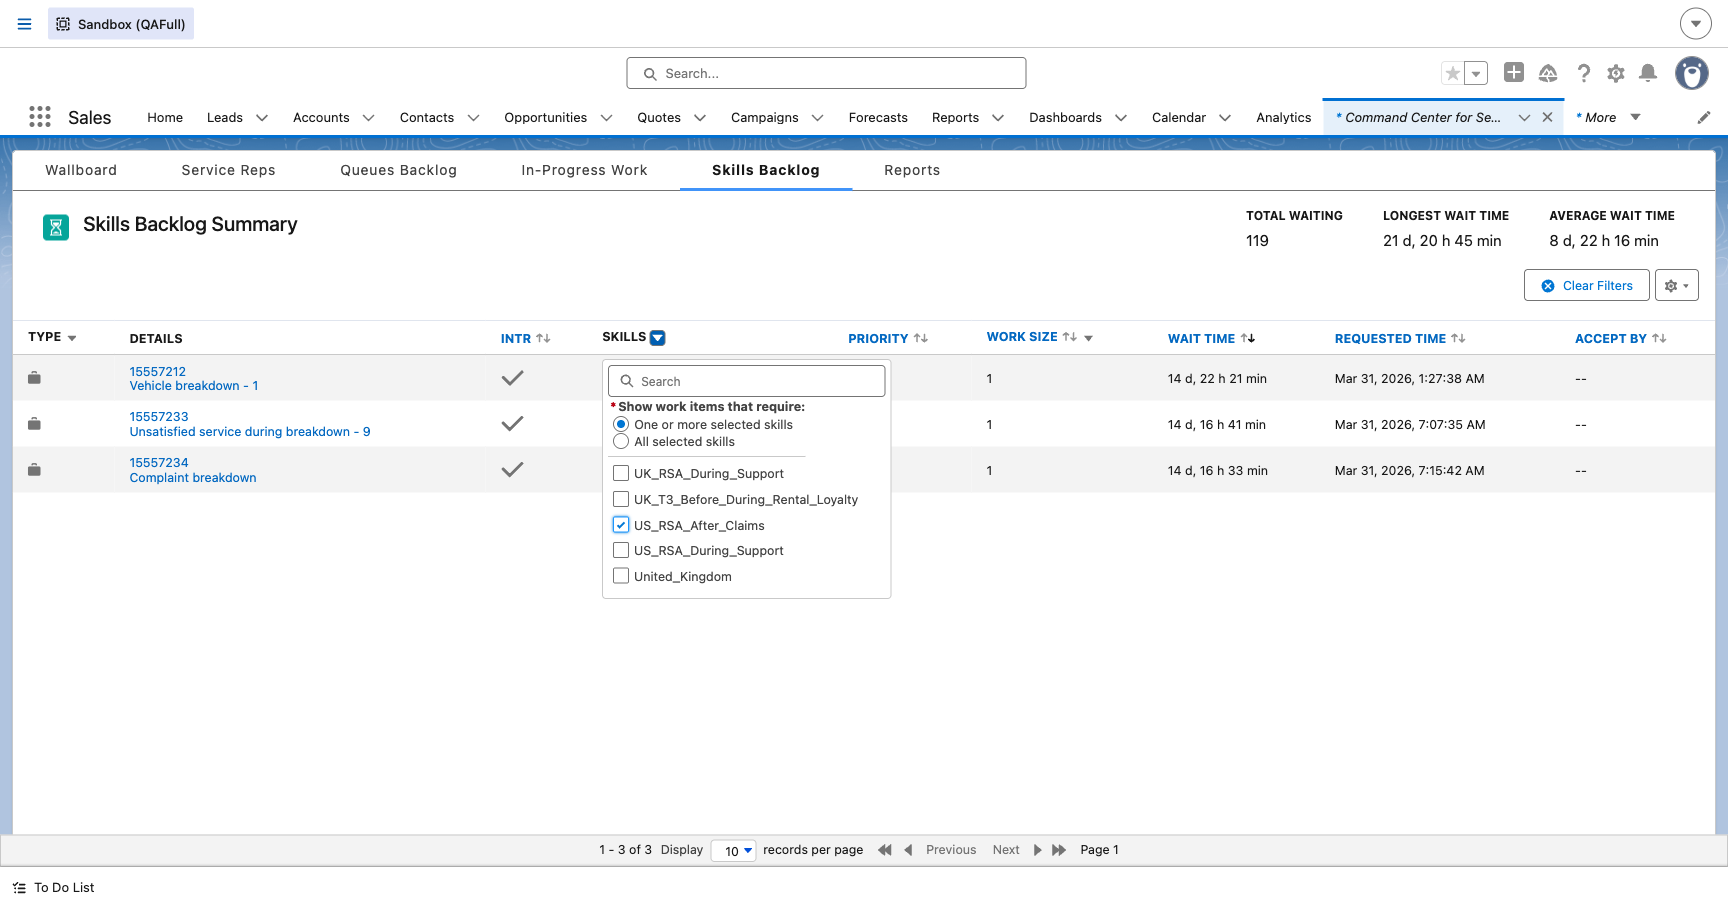 Sandbox (QAFull)
Search...
Sales
Home
Leads
Accounts
Contacts
Opportunities
Quotes
Campaigns
Forecasts
Reports
Dashboards
Calendar
Analytics
* Command Center for Se...
* More
Wallboard
Service Reps
Queues Backlog
In-Progress Work
Skills Backlog
Reports
Skills Backlog Summary
TOTAL WAITING
119
LONGEST WAIT TIME
21 d, 20 h 45 min
AVERAGE WAIT TIME
8 d, 22 h 16 min
Clear Filters
TYPE DETAILS INTR SKILLS PRIORITY WORK SIZE WAIT TIME REQUESTED TIME ACCEPT BY
15557212
Vehicle breakdown - 1
1 14 d, 22 h 21 min Mar 31, 2026, 1:27:38 AM --
15557233
Unsatisfied service during breakdown - 9
1 14 d, 16 h 41 min Mar 31, 2026, 7:07:35 AM --
15557234
Complaint breakdown
1 14 d, 16 h 33 min Mar 31, 2026, 7:15:42 AM --
Search
* Show work items that require:
One or more selected skills
All selected skills
UK_RSA_During_Support
UK_T3_Before_During_Rental_Loyalty
US_RSA_After_Claims
US_RSA_During_Support
United_Kingdom
1 - 3 of 3 Display 10 records per page Previous Next Page 1
To Do List